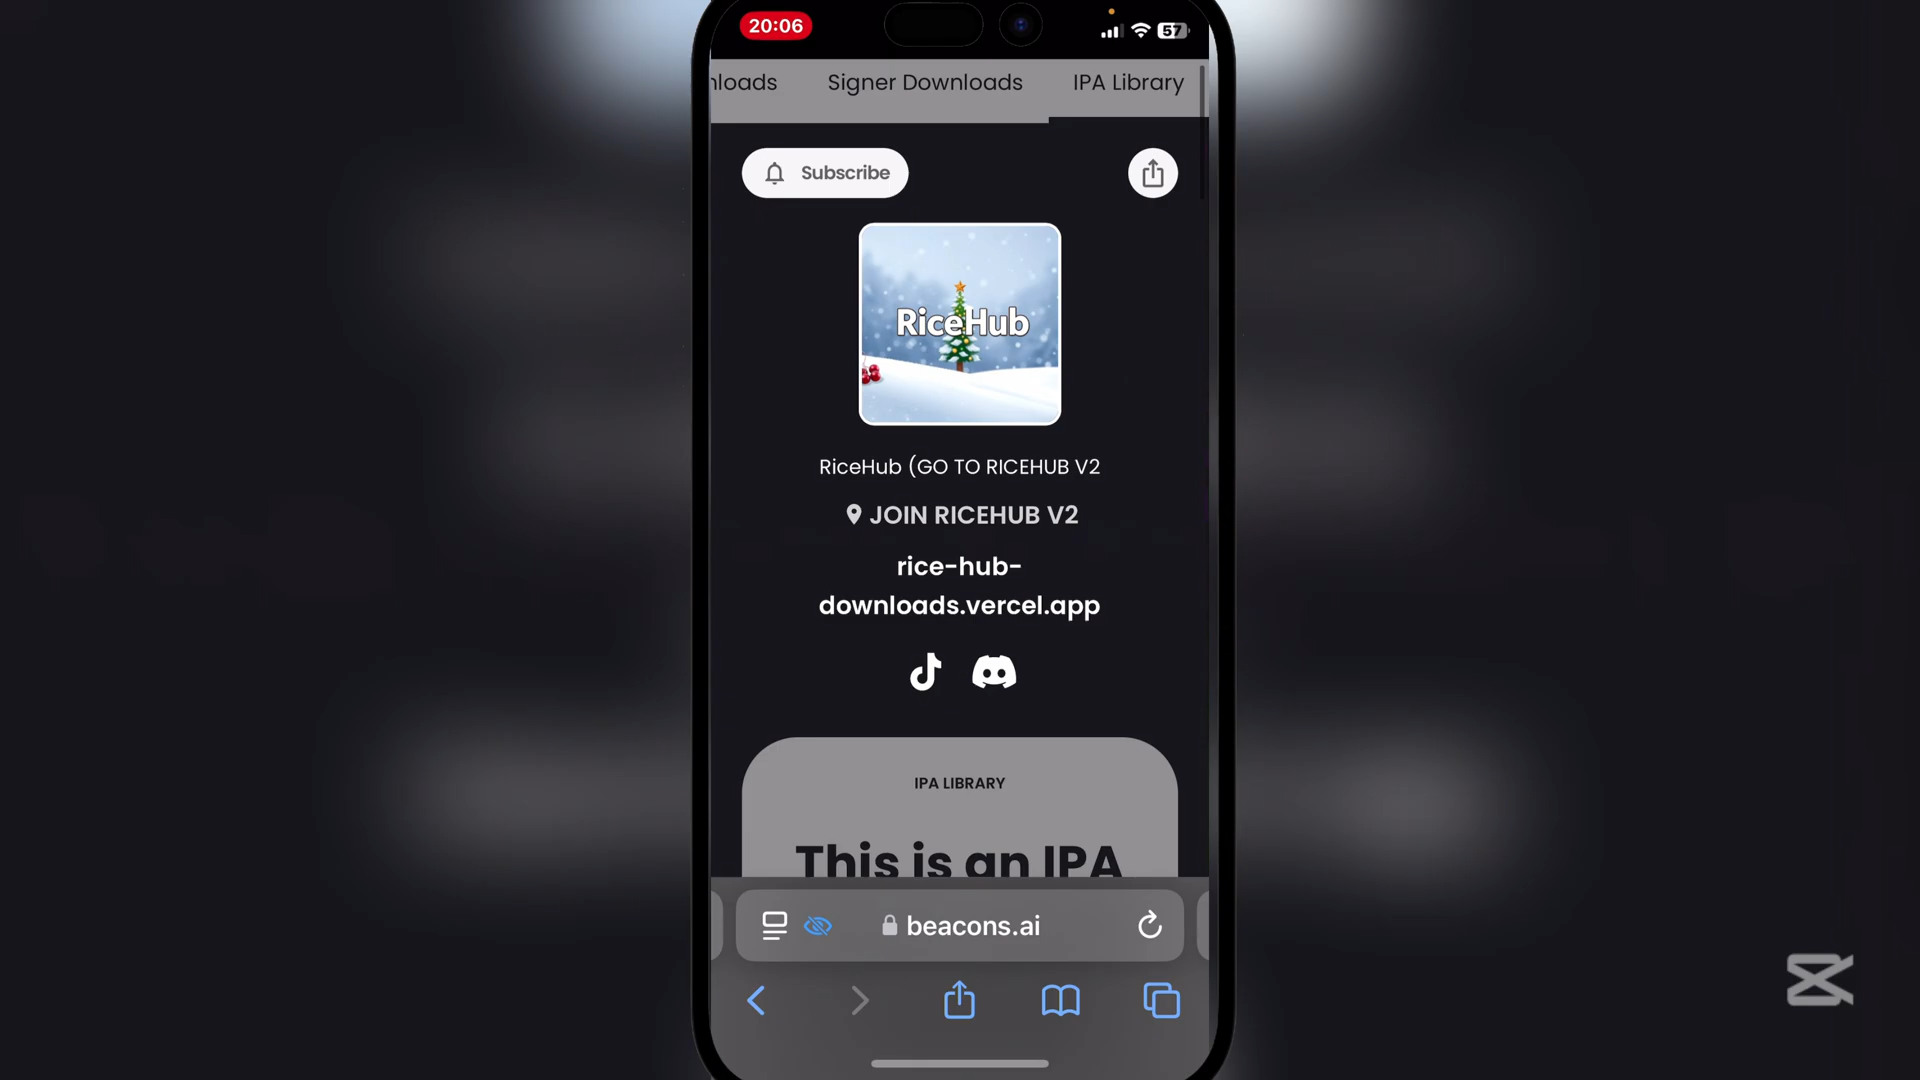 20:06
57
nloads
Signer Downloads
IPA Library
Subscribe
RiceHub
RiceHub (GO TO RICEHUB V2
JOIN RICEHUB V2
rice-hub-
downloads.vercel.app
IPA LIBRARY
This is an IPA
beacons.ai